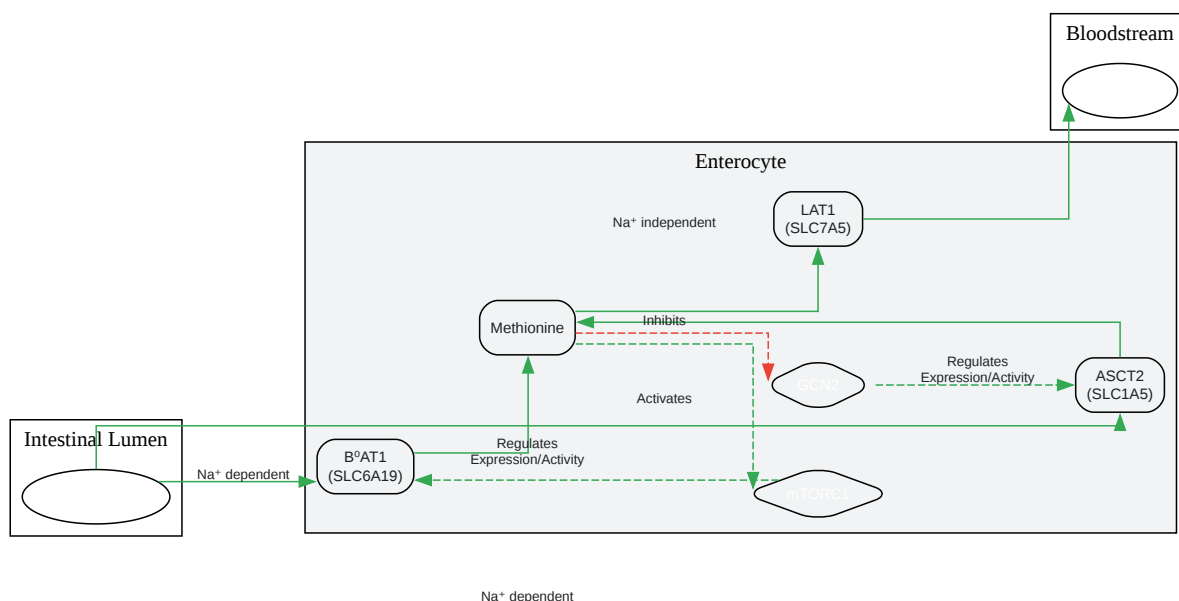 Bloodstream
Enterocyte
LAT1
(SLC7A5)
Na⁺ independent
Methionine
Inhibits
GCN2
Regulates
Expression/Activity
ASCT2
(SLC1A5)
Activates
Intestinal Lumen
B⁰AT1
(SLC6A19)
Regulates
Expression/Activity
Na⁺ dependent
mTORC1
Na⁺ dependent